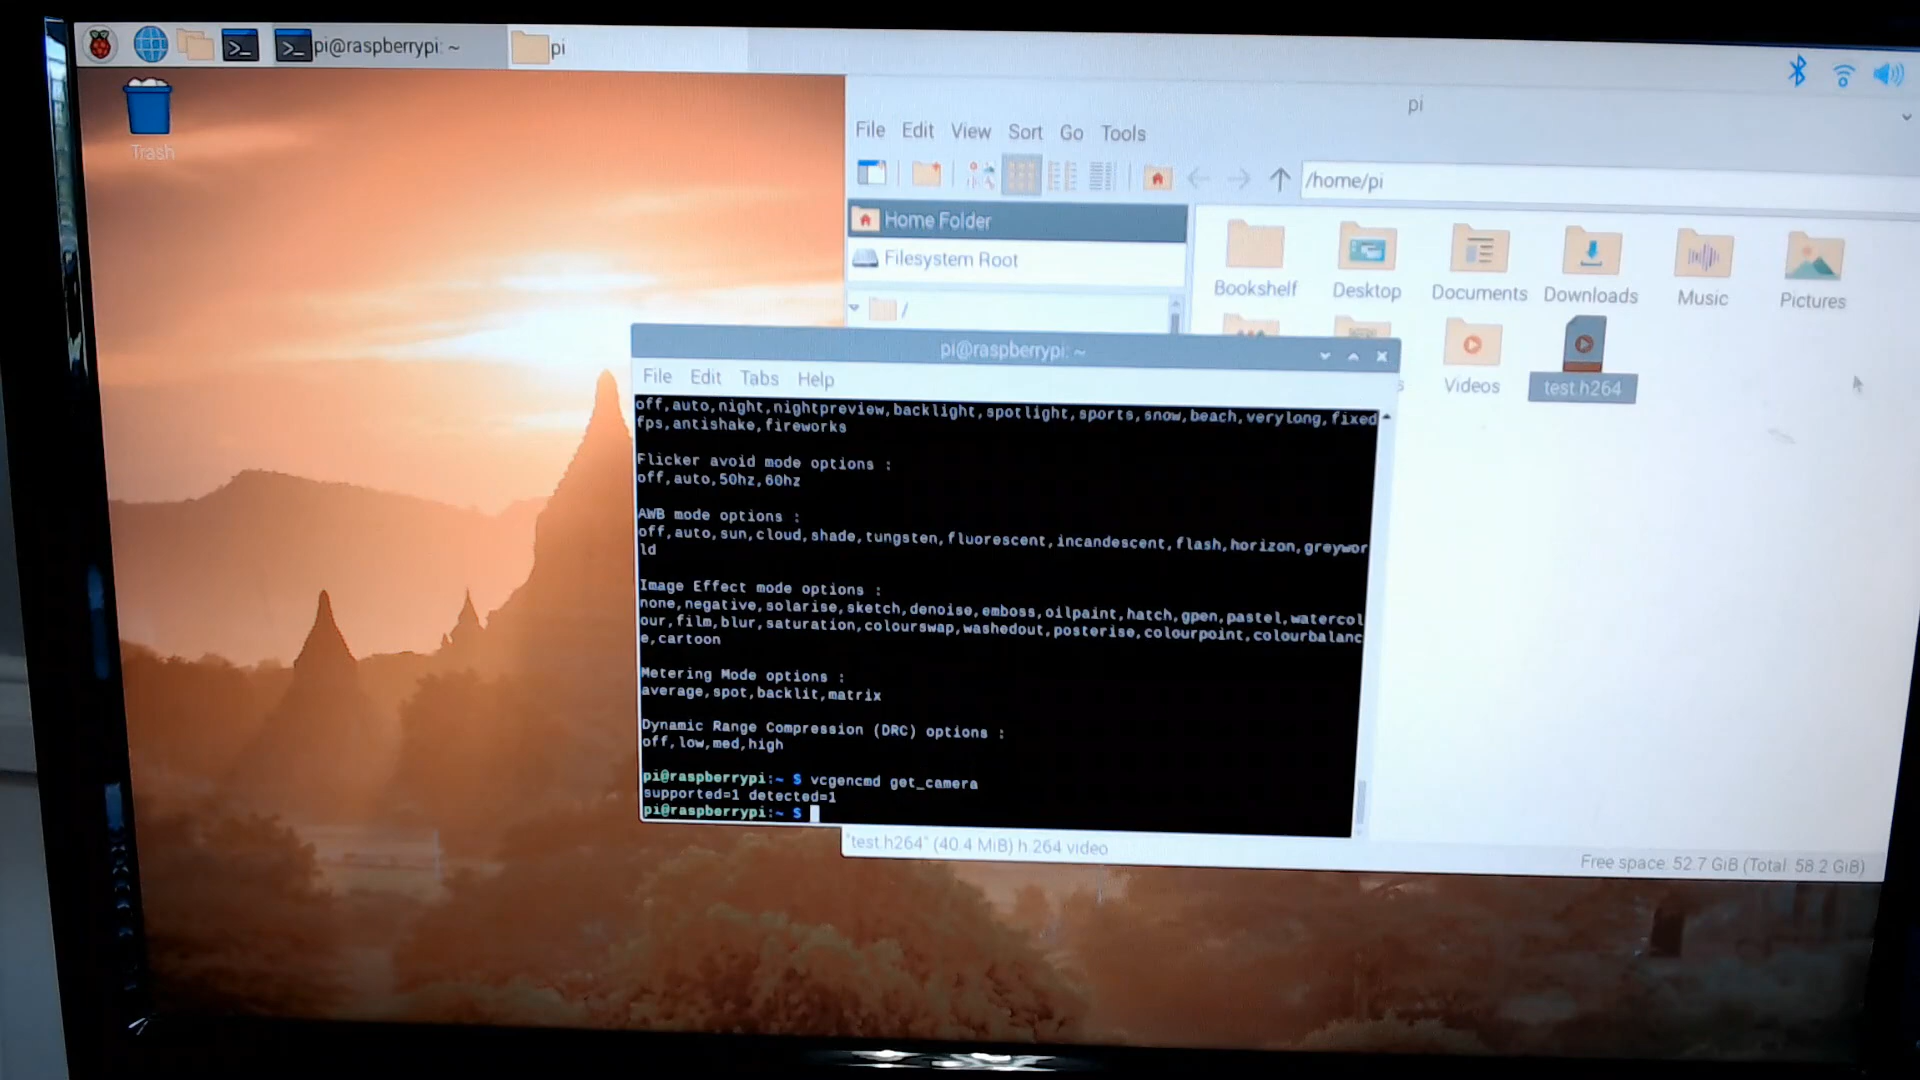 pi@raspberrypi: ~
pi
Trash
pi
File Edit View Sort Go Tools
/home/pi
Home Folder
Filesystem Root
/
Bookshelf
Desktop
Documents
Downloads
Music
Pictures
Videos
test.h264
pi@raspberrypi: ~
File Edit Tabs Help
off,auto,night,nightpreview,backlight,spotlight,sports,snow,beach,verylong,fixed
fps,antishake,fireworks
Flicker avoid mode options :
off,auto,50hz,60hz
AWB mode options :
off,auto,sun,cloud,shade,tungsten,fluorescent,incandescent,flash,horizon,greywor
ld
Image Effect mode options :
none,negative,solarise,sketch,denoise,emboss,oilpaint,hatch,gpen,pastel,watercol
our,film,blur,saturation,colourswap,washedout,posterise,colourpoint,colourbalanc
e,cartoon
Metering Mode options :
average,spot,backlit,matrix
Dynamic Range Compression (DRC) options :
off,low,med,high
pi@raspberrypi:~ $ vcgencmd get_camera
supported=1 detected=1
pi@raspberrypi:~ $
"test.h264" (40.4 MiB) h.264 video
Free space: 52.7 GiB (Total: 58.2 GiB)